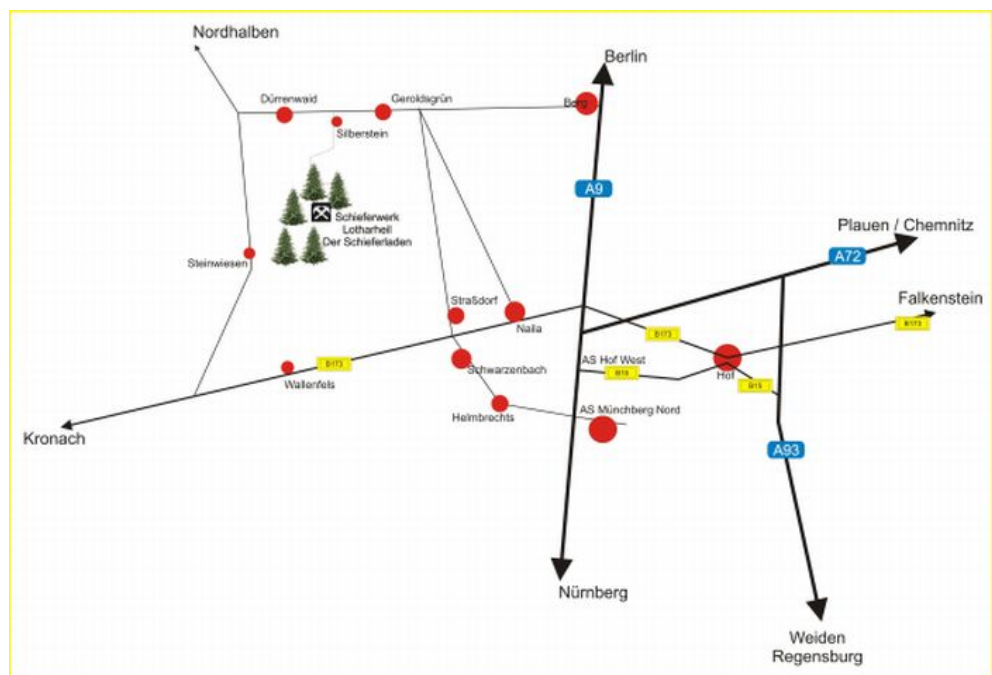 Nordhalben
Berlin
Dürrenwaid
Geroldsgrün
Berg
Silberstein
A9
Schieferwerk
Lotharheil
Der Schieferladen
Plauen / Chemnitz
A72
Steinwiesen
Falkenstein
Straßdorf
B173
Naila
B173
AS Hof West
B173
Schwarzenbach
B15
Hof
B15
Wallenfels
Helmbrechts
AS Münchberg Nord
Kronach
A93
Nürnberg
Weiden
Regensburg